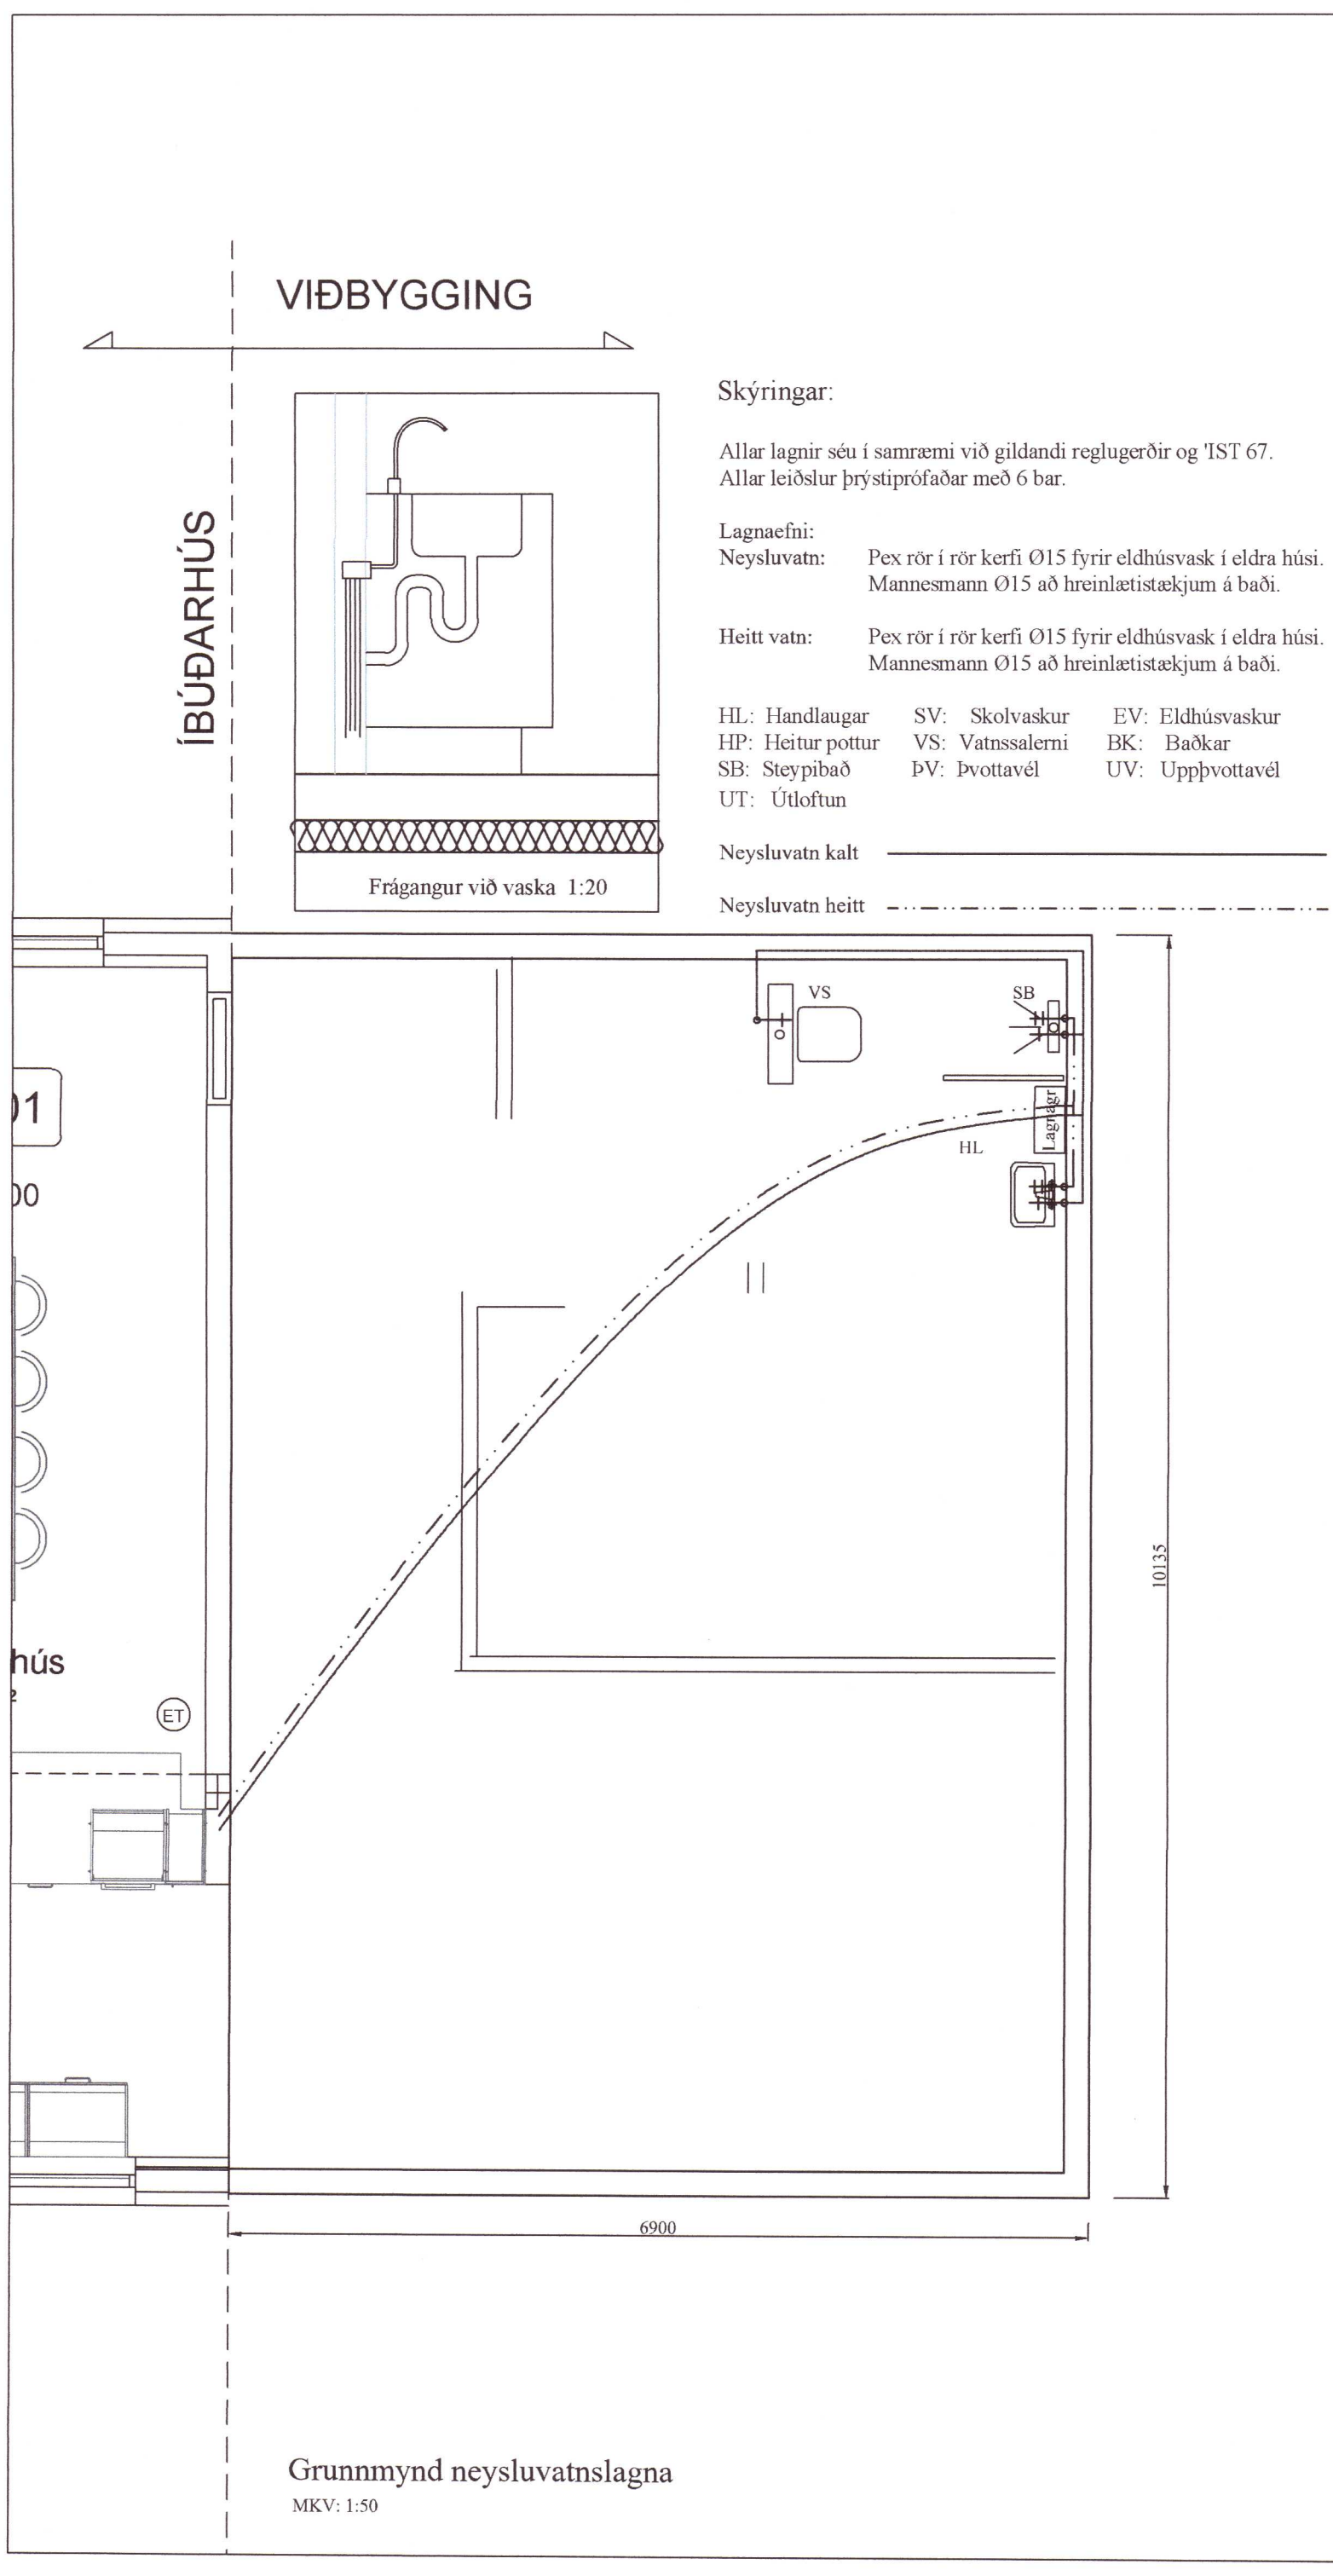 VIÐBYGGING
ÍBÚÐARHÚS
Skýringar:
Allar lagnir séu í samræmi við gildandi reglugerðir og 'IST 67.
Allar leiðslur þrýstiprófaðar með 6 bar.
Lagnaefni:
Neysluvatn: Pex rör í rör kerfi Ø15 fyrir eldhúsvask í eldra húsi.
Mannesmann Ø15 að hreinlætistækjum á baði.
Heitt vatn: Pex rör í rör kerfi Ø15 fyrir eldhúsvask í eldra húsi.
Mannesmann Ø15 að hreinlætistækjum á baði.
HL: Handlaugar SV: Skolvaskur EV: Eldhúsvaskur
HP: Heitur pottur VS: Vatnssalerni BK: Baðkar
SB: Steypibað ÞV: Þvottavél UV: Uppþvottavél
UT: Útloftun
Neysluvatn kalt
Neysluvatn heitt
Frágangur við vaska 1:20
VS
SB
Lagnagr
HL
01
00
hús
2
ET
10135
6900
Grunnmynd neysluvatnslagna
MKV: 1:50